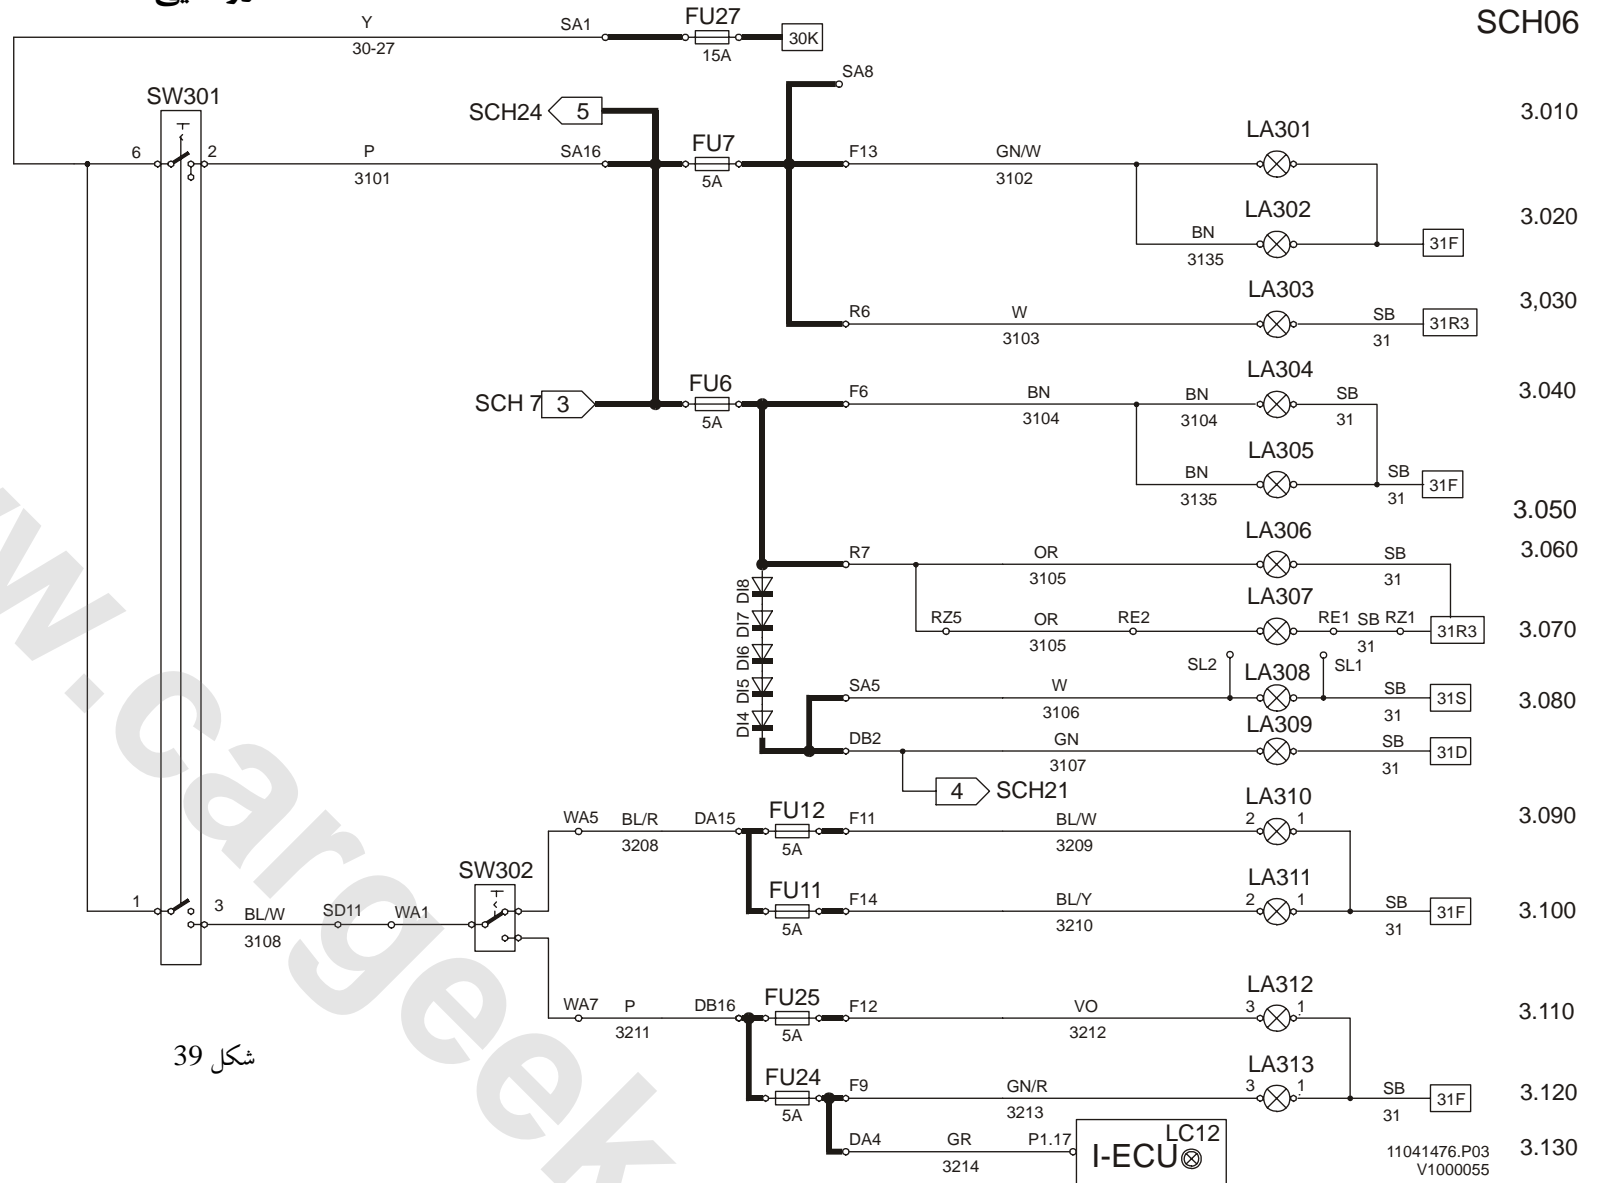 SCH06
Y SA1 FU27 30K
30-27 15A
SW301
SA8
SCH24 5
3.010
6 2 P SA16 FU7 F13 GN/W LA301
3101 5A 3102
LA302 3.020
BN 31F
3135
LA303 3,030
R6 W SB 31R3
3103 31
SCH 7 3 FU6 F6 BN BN LA304 SB 3.040
5A 3104 3104 31
LA305
BN SB 31F
3135 31
3.050
LA306 3.060
R7 OR SB
3105 31
DI8
DI7
DI6
DI5
DI4
LA307
RZ5 OR RE2 RE1 SB RZ1 31R3 3.070
3105 31
SL2 LA308 SL1
SA5 W SB 31S 3.080
3106 31
LA309
DB2 GN SB 31D
3107 31
4 SCH21
WA5 BL/R DA15 FU12 F11 BL/W LA310 3.090
3208 5A 3209 2 1
SW302
1 3 BL/W SD11 WA1
3108
FU11 F14 BL/Y LA311 SB 31F 3.100
5A 3210 2 1 31
WA7 P DB16 FU25 F12 VO LA312 3.110
3211 5A 3212 3 1
شكل 39
FU24 F9 GN/R LA313 SB 31F 3.120
5A 3213 3 1 31
DA4 GR P1.17 LC12 3.130
3214 I-ECU
11041476.P03
V1000055
w.cargeek